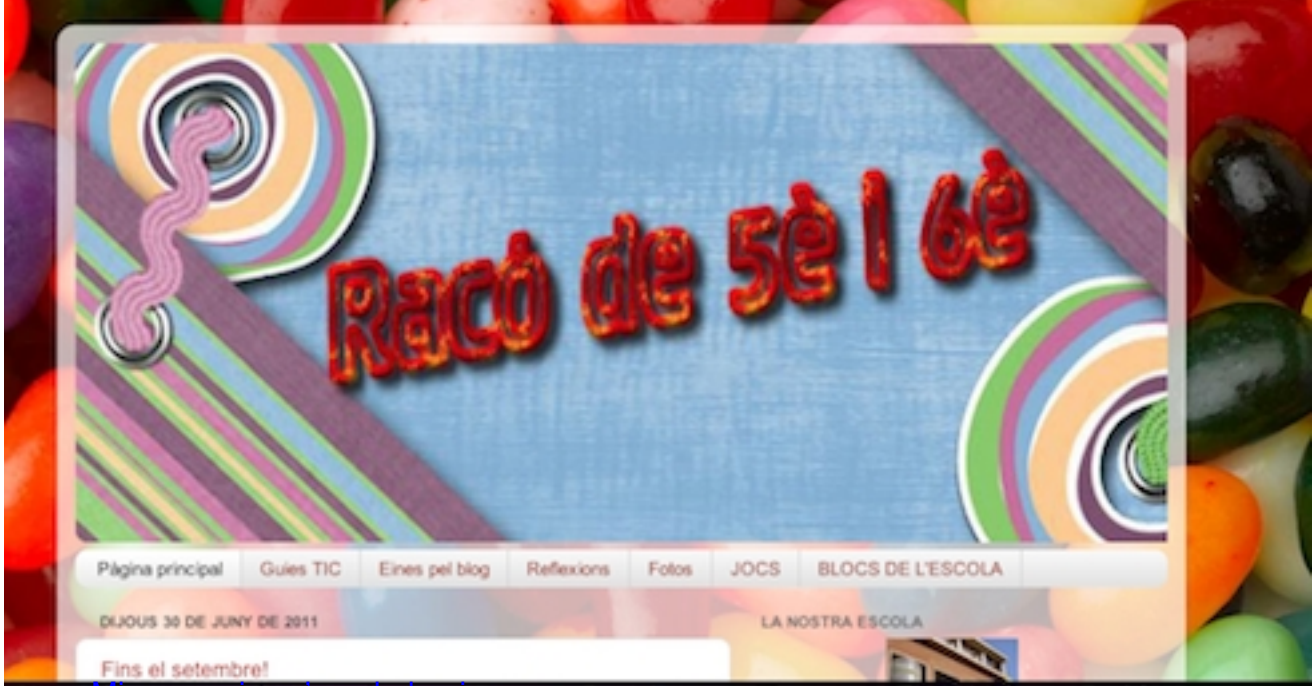 Racó de 5è I 6è
Pàgina principal Guies TIC Eines pel blog Reflexions Fotos JOCS BLOCS DE L'ESCOLA
DIJOUS 30 DE JUNY DE 2011
LA NOSTRA ESCOLA
Fins el setembre!